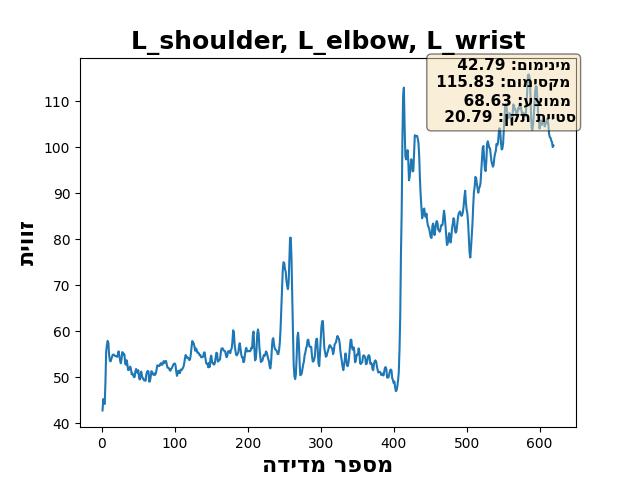 L_shoulder, L_elbow, L_wrist
מינימום: 42.79
מקסימום: 115.83
ממוצע: 68.63
סטיית תקן: 20.79
זווית
110
100
90
80
70
60
50
40
0 100 200 300 400 500 600
מספר מדידה